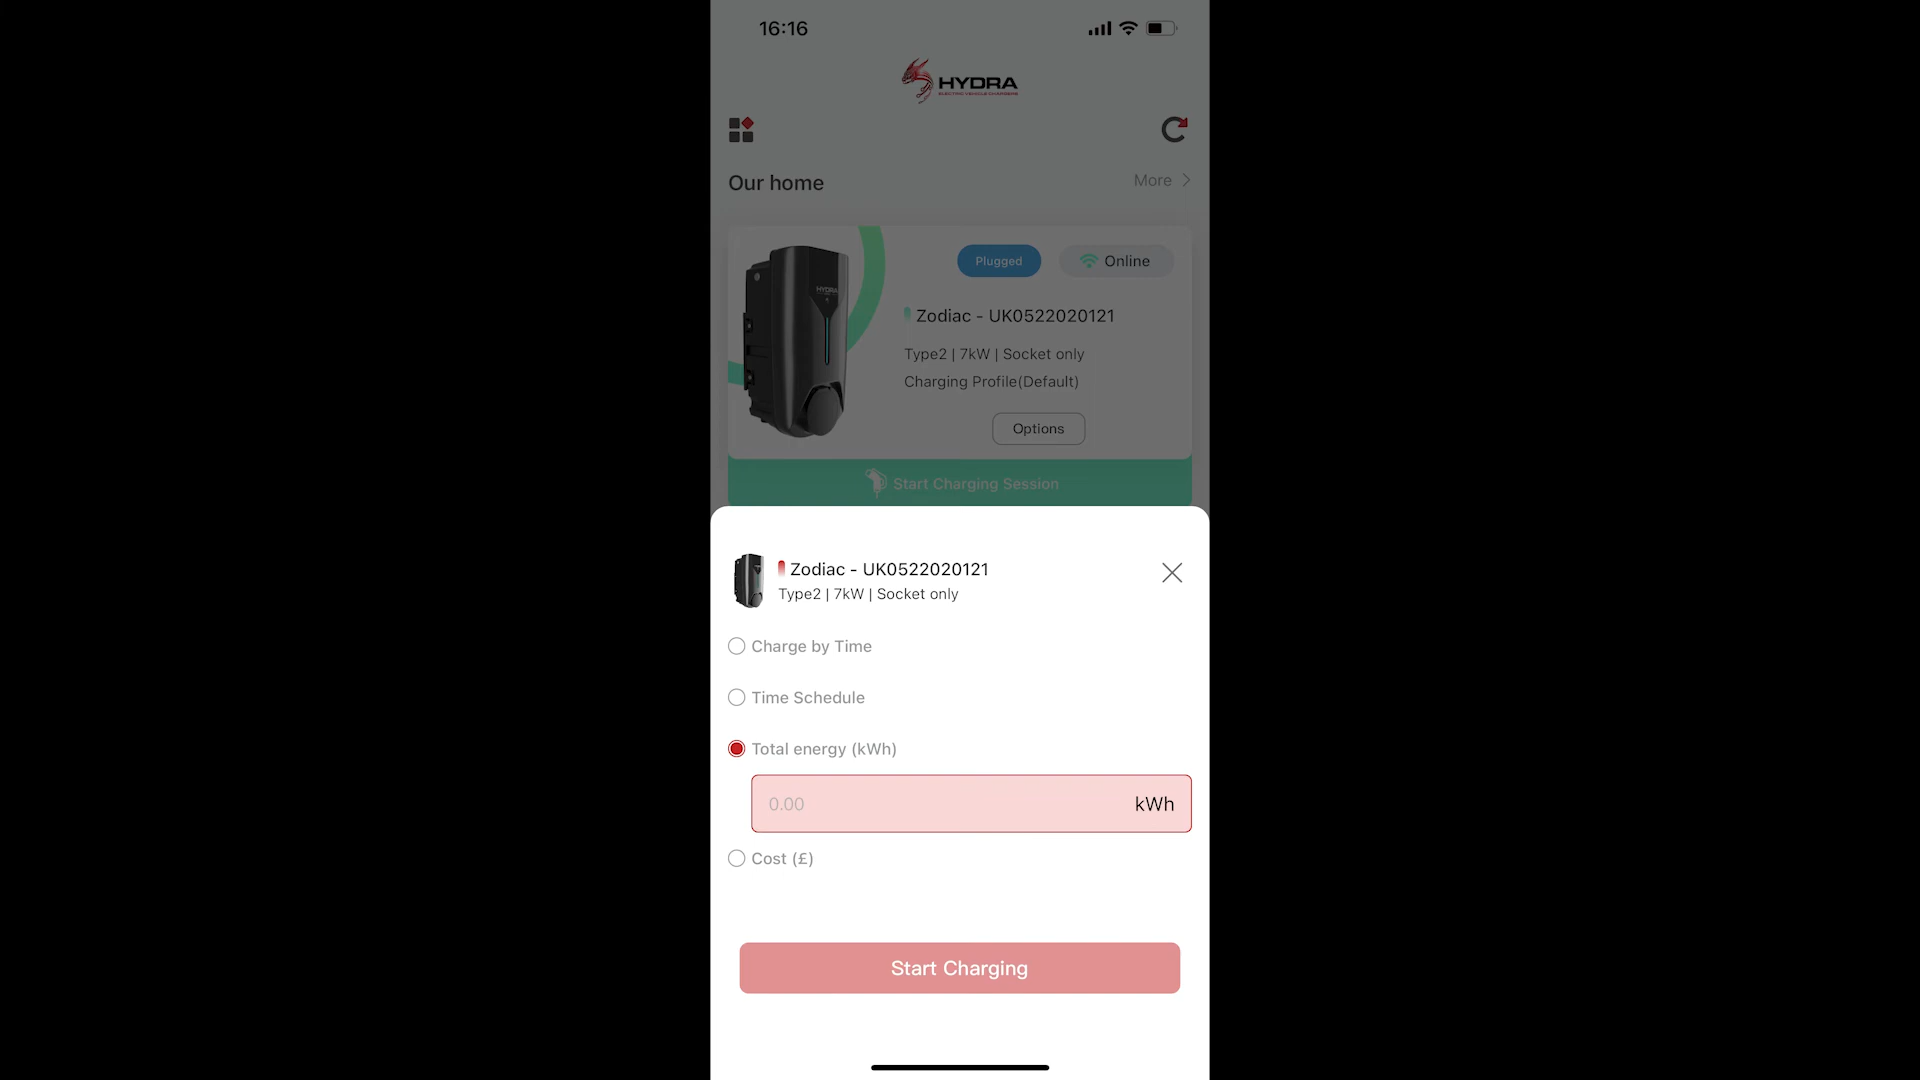 16:16
HYDRA
ELECTRIC VEHICLE CHARGERS
Our home
More
Plugged
Online
HYDRA
Zodiac - UK0522020121
Type2 | 7kW | Socket only
Charging Profile(Default)
Options
Start Charging Session
Zodiac - UK0522020121
Type2 | 7kW | Socket only
Charge by Time
Time Schedule
Total energy (kWh)
0.00
kWh
Cost (£)
Start Charging